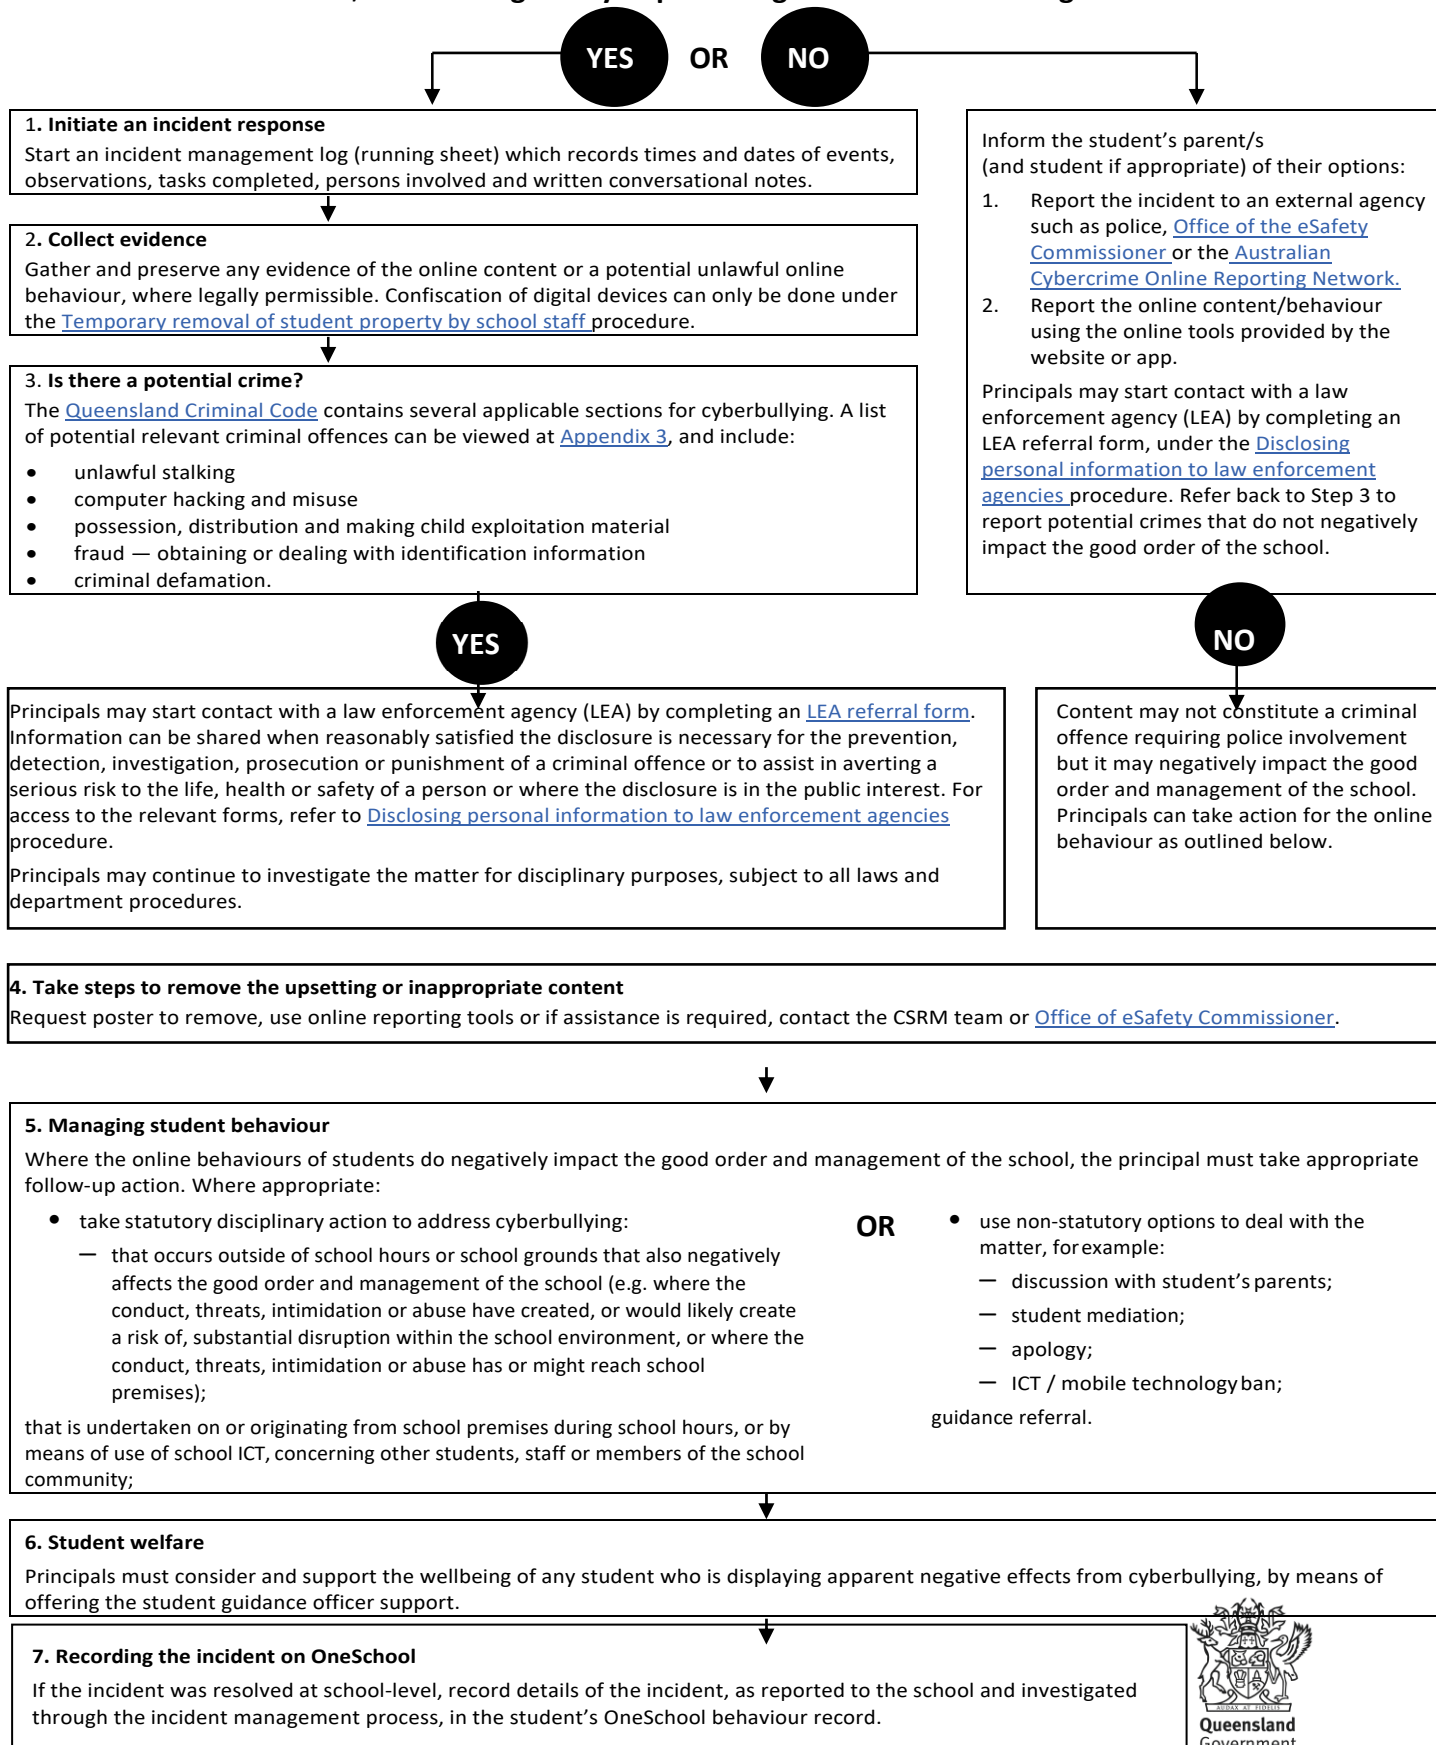 YES OR NO
1. Initiate an incident response
Start an incident management log (running sheet) which records times and dates of events,
observations, tasks completed, persons involved and written conversational notes.
2. Collect evidence
Gather and preserve any evidence of the online content or a potential unlawful online
behaviour, where legally permissible. Confiscation of digital devices can only be done under
the Temporary removal of student property by school staff procedure.
3. Is there a potential crime?
The Queensland Criminal Code contains several applicable sections for cyberbullying. A list
of potential relevant criminal offences can be viewed at Appendix 3, and include:
• unlawful stalking
• computer hacking and misuse
• possession, distribution and making child exploitation material
• fraud — obtaining or dealing with identification information
• criminal defamation.
Inform the student's parent/s
(and student if appropriate) of their options:
1. Report the incident to an external agency
such as police, Office of the eSafety
Commissioner or the Australian
Cybercrime Online Reporting Network.
2. Report the online content/behaviour
using the online tools provided by the
website or app.
Principals may start contact with a law
enforcement agency (LEA) by completing an
LEA referral form, under the Disclosing
personal information to law enforcement
agencies procedure. Refer back to Step 3 to
report potential crimes that do not negatively
impact the good order of the school.
YES
NO
Principals may start contact with a law enforcement agency (LEA) by completing an LEA referral form.
Information can be shared when reasonably satisfied the disclosure is necessary for the prevention,
detection, investigation, prosecution or punishment of a criminal offence or to assist in averting a
serious risk to the life, health or safety of a person or where the disclosure is in the public interest. For
access to the relevant forms, refer to Disclosing personal information to law enforcement agencies
procedure.
Principals may continue to investigate the matter for disciplinary purposes, subject to all laws and
department procedures.
Content may not constitute a criminal
offence requiring police involvement
but it may negatively impact the good
order and management of the school.
Principals can take action for the online
behaviour as outlined below.
4. Take steps to remove the upsetting or inappropriate content
Request poster to remove, use online reporting tools or if assistance is required, contact the CSRM team or Office of eSafety Commissioner.
5. Managing student behaviour
Where the online behaviours of students do negatively impact the good order and management of the school, the principal must take appropriate
follow-up action. Where appropriate:
• take statutory disciplinary action to address cyberbullying:
— that occurs outside of school hours or school grounds that also negatively
affects the good order and management of the school (e.g. where the
conduct, threats, intimidation or abuse have created, or would likely create
a risk of, substantial disruption within the school environment, or where the
conduct, threats, intimidation or abuse has or might reach school
premises);
that is undertaken on or originating from school premises during school hours, or by
means of use of school ICT, concerning other students, staff or members of the school
community;
OR
• use non-statutory options to deal with the
matter, for example:
— discussion with student's parents;
— student mediation;
— apology;
— ICT / mobile technology ban;
guidance referral.
6. Student welfare
Principals must consider and support the wellbeing of any student who is displaying apparent negative effects from cyberbullying, by means of
offering the student guidance officer support.
7. Recording the incident on OneSchool
If the incident was resolved at school-level, record details of the incident, as reported to the school and investigated
through the incident management process, in the student's OneSchool behaviour record.
AUDAX AT FIDELIS
Queensland
Government